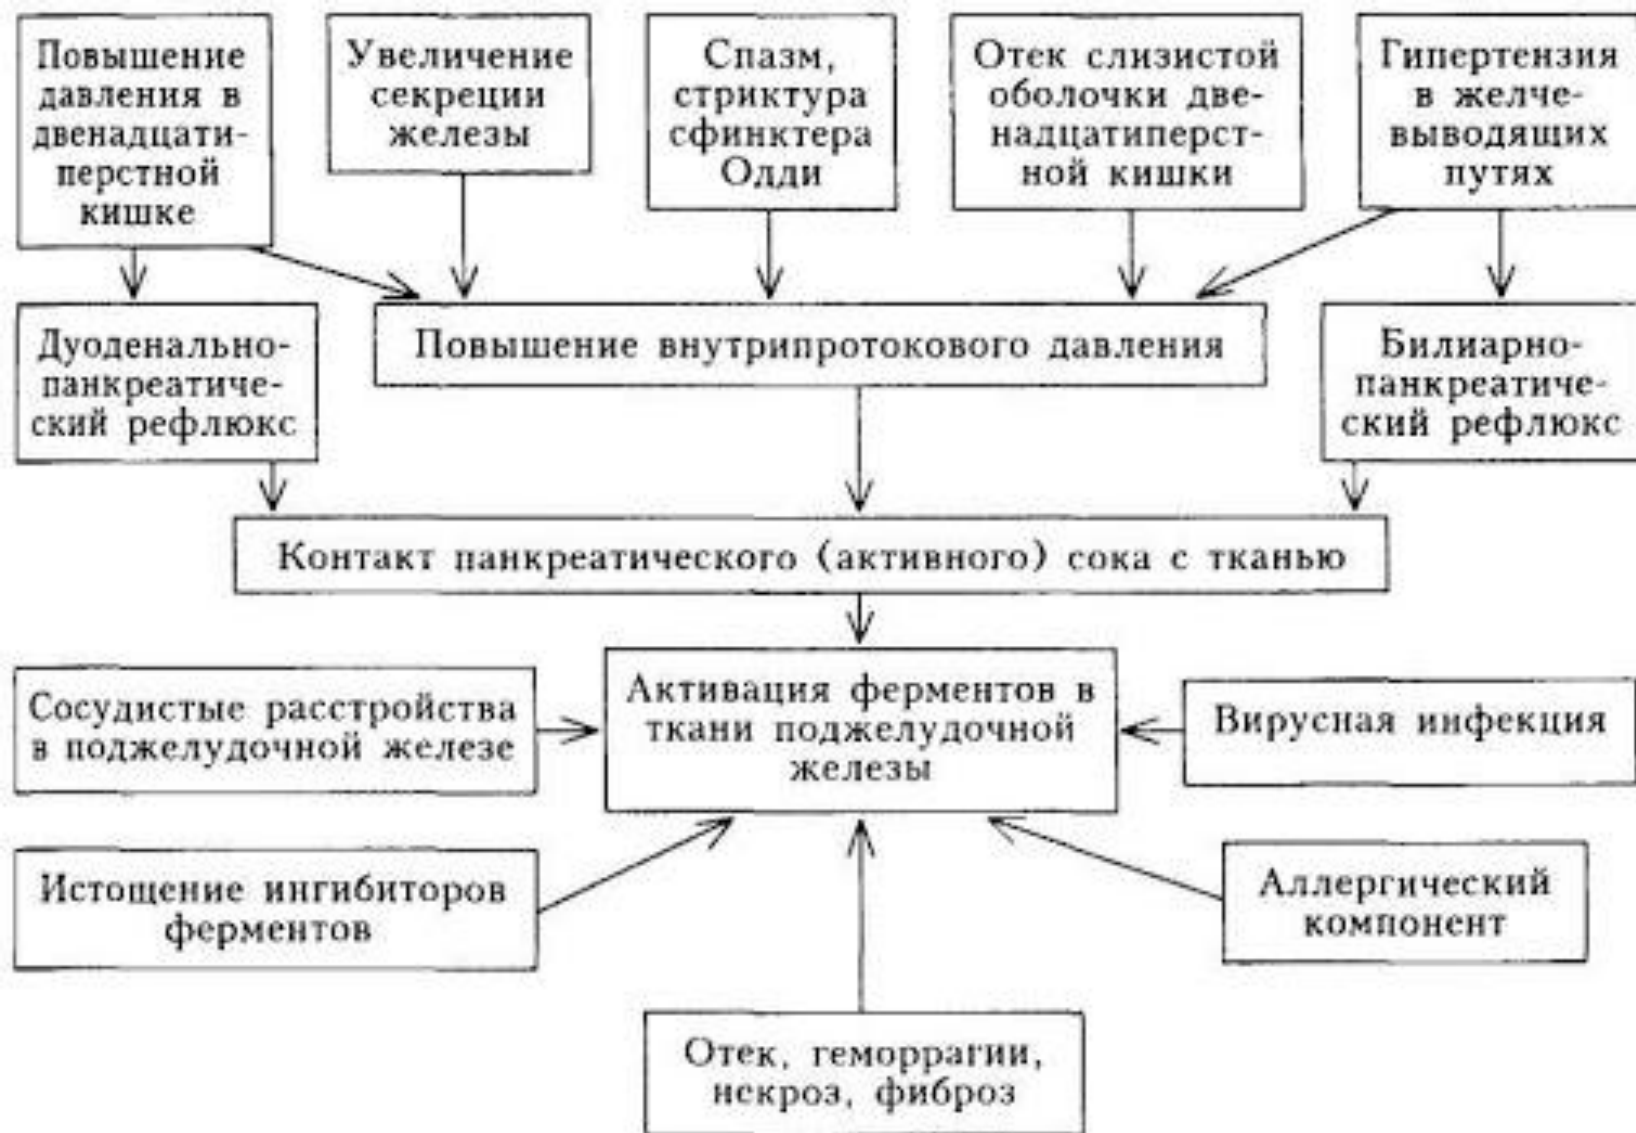 Повышение
давления в
двенадцати-
перстной
кишке
Увеличение
секреции
железы
Спазм,
стриктура
сфинктера
Одди
Отек слизистой
оболочки две-
надцатиперст-
ной кишки
Гипертензия
в желче-
выводящих
путях
Дуоденально-
панкреатиче-
ский рефлюкс
Повышение внутрипротокового давления
Билиарно-
панкреатиче-
ский рефлюкс
Контакт панкреатического (активного) сока с тканью
Сосудистые расстройства
в поджелудочной железе
Активация ферментов в
ткани поджелудочной
железы
Вирусная инфекция
Истощение ингибиторов
ферментов
Аллергический
компонент
Отек, геморрагии,
некроз, фиброз